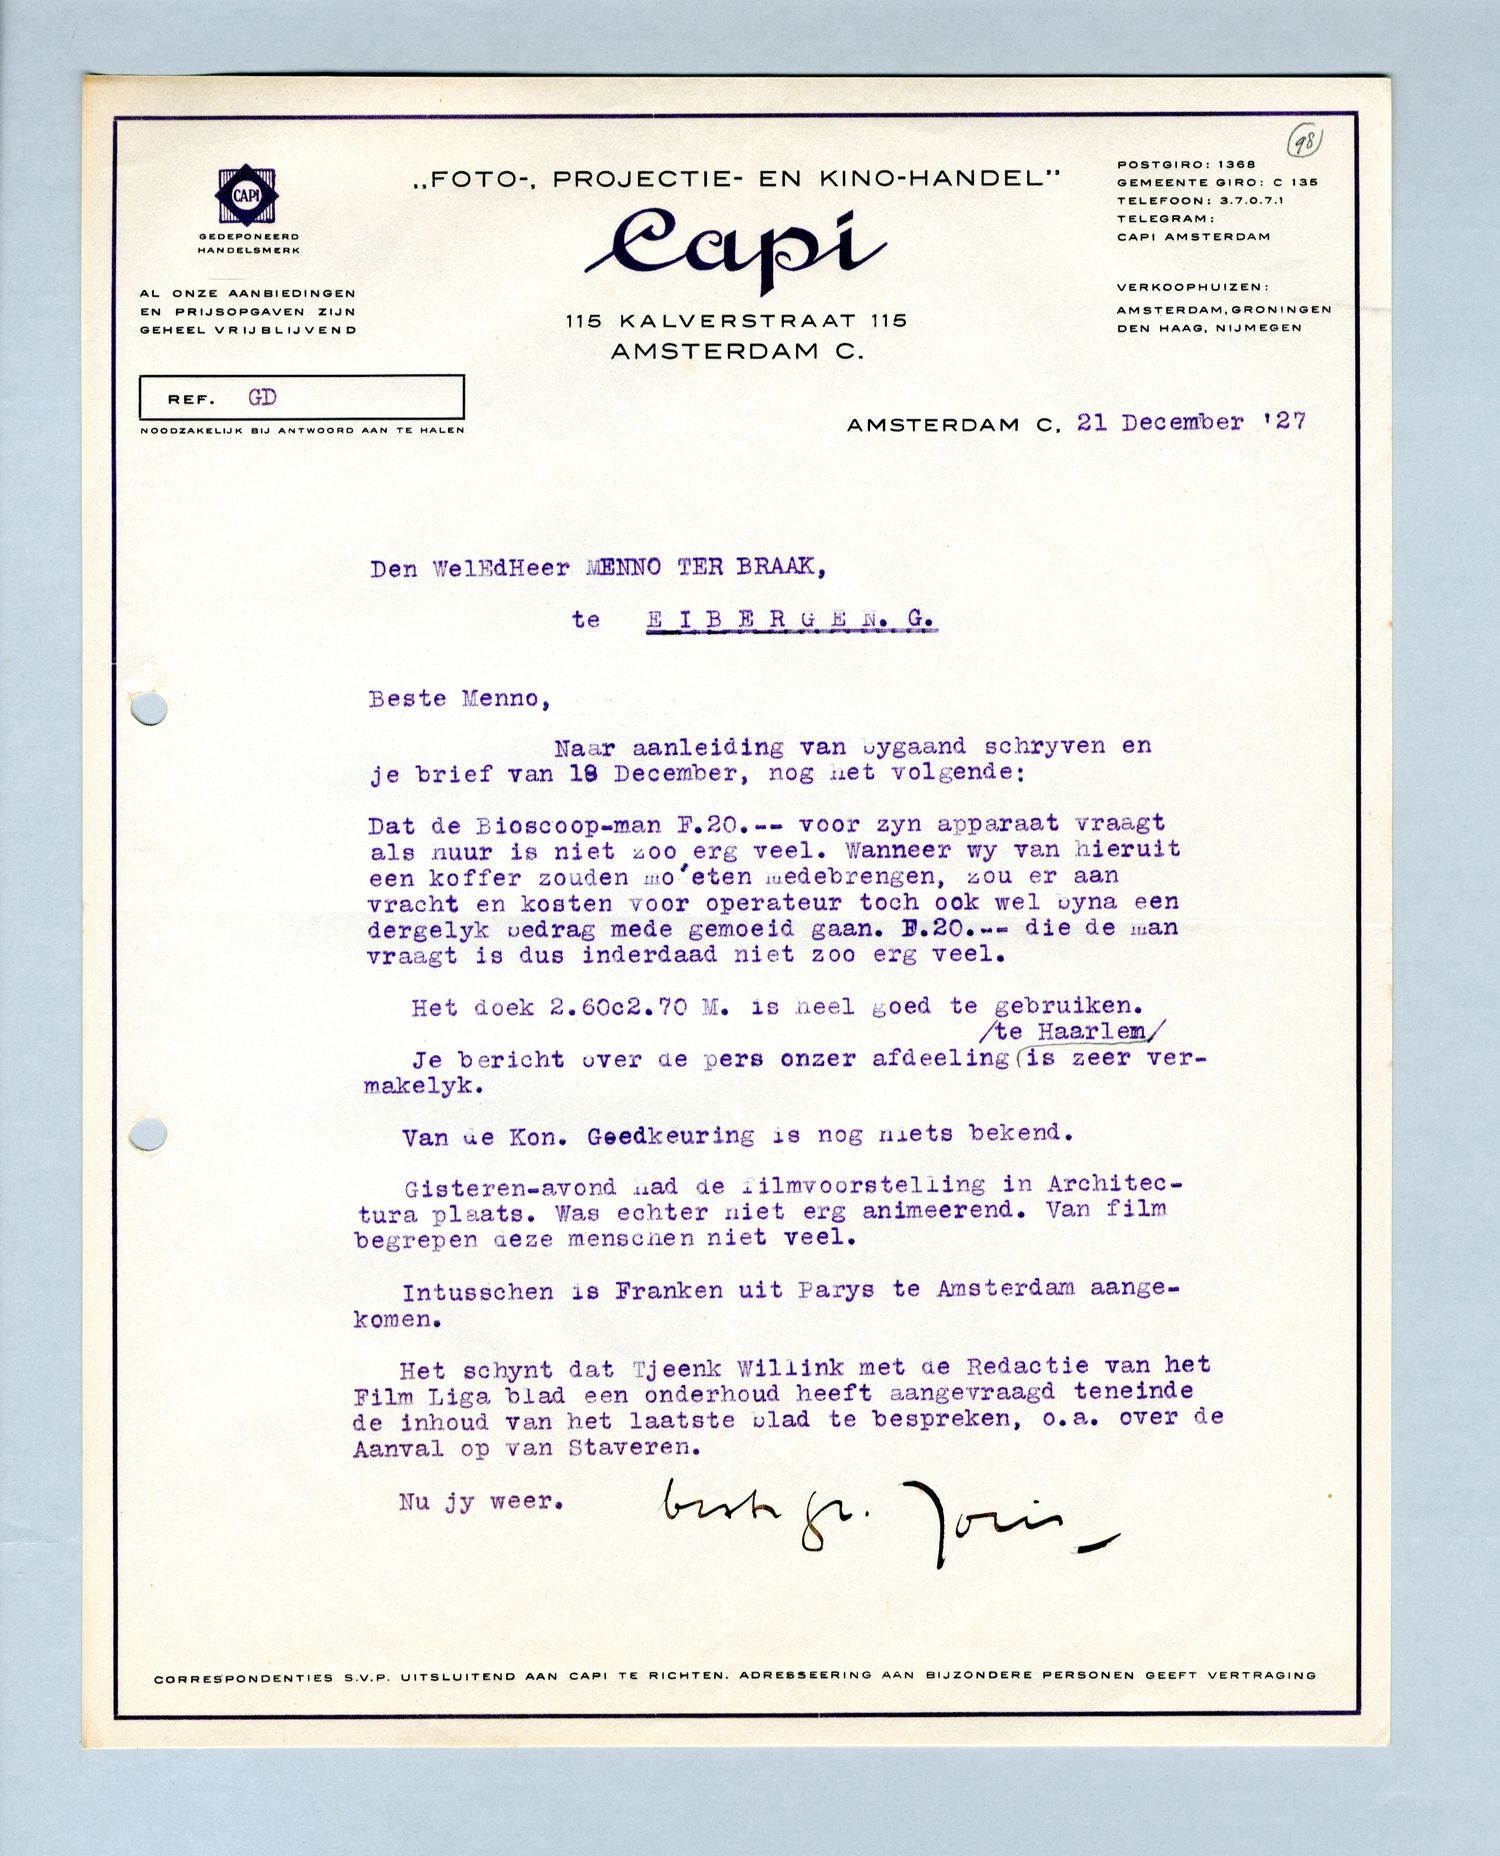 98
CAPI
GEDEPONEERD
HANDELSMERK
AL ONZE AANBIEDINGEN
EN PRIJSOPGAVEN ZIJN
GEHEEL VRIJBLIJVEND
„FOTO-, PROJECTIE- EN KINO-HANDEL”
Capi
115 KALVERSTRAAT 115
AMSTERDAM C.
POSTGIRO: 1368
GEMEENTE GIRO: C 135
TELEFOON: 3.7.0.7.1
TELEGRAM:
CAPI AMSTERDAM
VERKOOPHUIZEN:
AMSTERDAM, GRONINGEN
DEN HAAG, NIJMEGEN
REF. GD
NOODZAKELIJK BIJ ANTWOORD AAN TE HALEN
AMSTERDAM C. 21 December '27
Den WelEdHeer MENNO TER BRAAK,
te E I B E R G E N. G.
Beste Menno,
Naar aanleiding van bygaand schryven en
je brief van 18 December, nog het volgende:
Dat de Bioscoop-man F.20.-- voor zyn apparaat vraagt
als huur is niet zoo erg veel. Wanneer wy van hieruit
een koffer zouden mo'eten medebrengen, zou er aan
vracht en kosten voor operateur toch ook wel byna een
dergelyk bedrag mede gemoeid gaan. F.20.-- die de man
vraagt is dus inderdaad niet zoo erg veel.
Het doek 2.60c2.70 M. is heel goed te gebruiken.
/te Haarlem/
Je bericht over de pers onzer afdeeling is zeer ver-
makelyk.
Van de Kon. Goedkeuring is nog niets bekend.
Gisteren-avond had de filmvoorstelling in Architec-
tura plaats. Was echter niet erg animeerend. Van film
begrepen deze menschen niet veel.
Intusschen is Franken uit Parys te Amsterdam aange-
komen.
Het schynt dat Tjeenk Willink met de Redactie van het
Film Liga blad een onderhoud heeft aangevraagd teneinde
de inhoud van het laatste blad te bespreken, o.a. over de
Aanval op van Staveren.
Nu jy weer. beste gr. Joris
CORRESPONDENTIES S.V.P. UITSLUITEND AAN CAPI TE RICHTEN. ADRESSEERING AAN BIJZONDERE PERSONEN GEEFT VERTRAGING